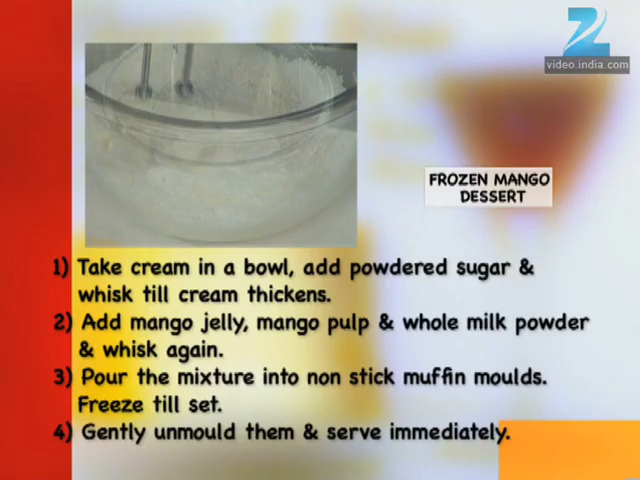 video.india.com
FROZEN MANGO
DESSERT
1) Take cream in a bowl, add powdered sugar &
whisk till cream thickens.
2) Add mango jelly, mango pulp & whole milk powder
& whisk again.
3) Pour the mixture into non stick muffin moulds.
Freeze till set.
4) Gently unmould them & serve immediately.